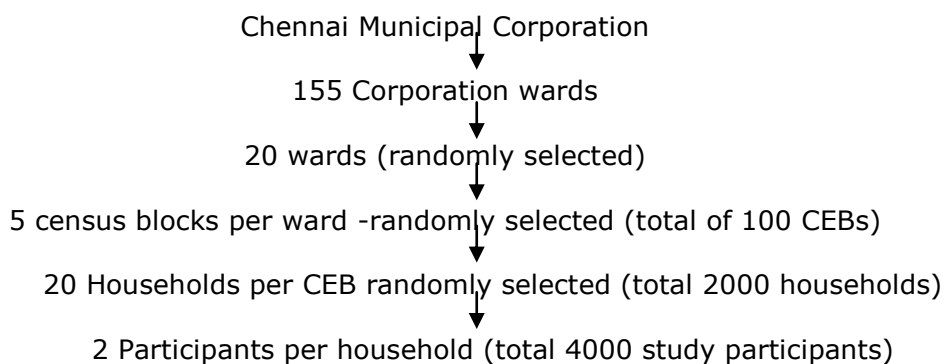 Chennai Municipal Corporation
155 Corporation wards
20 wards (randomly selected)
5 census blocks per ward -randomly selected (total of 100 CEBs)
20 Households per CEB randomly selected (total 2000 households)
2 Participants per household (total 4000 study participants)